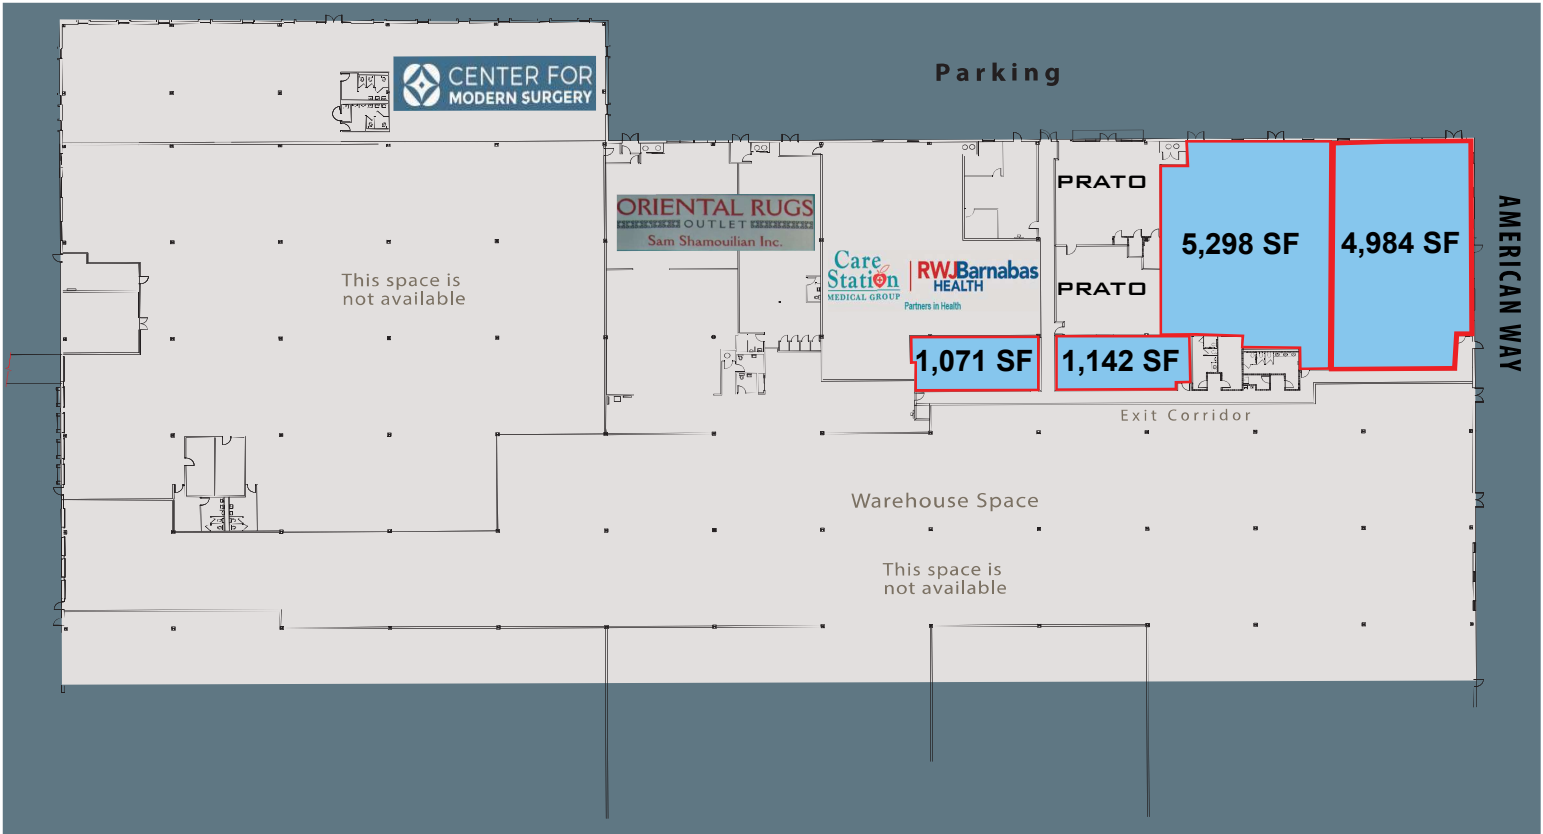 CENTER FOR
MODERN SURGERY
Parking
ORIENTAL RUGS
OUTLET
Sam Shamouilian Inc.
PRATO
5,298 SF
4,984 SF
AMERICAN WAY
This space is
not available
Care
Station
MEDICAL GROUP
RWJBarnabas
HEALTH
Partners in Health
PRATO
1,071 SF
1,142 SF
Exit Corridor
Warehouse Space
This space is
not available